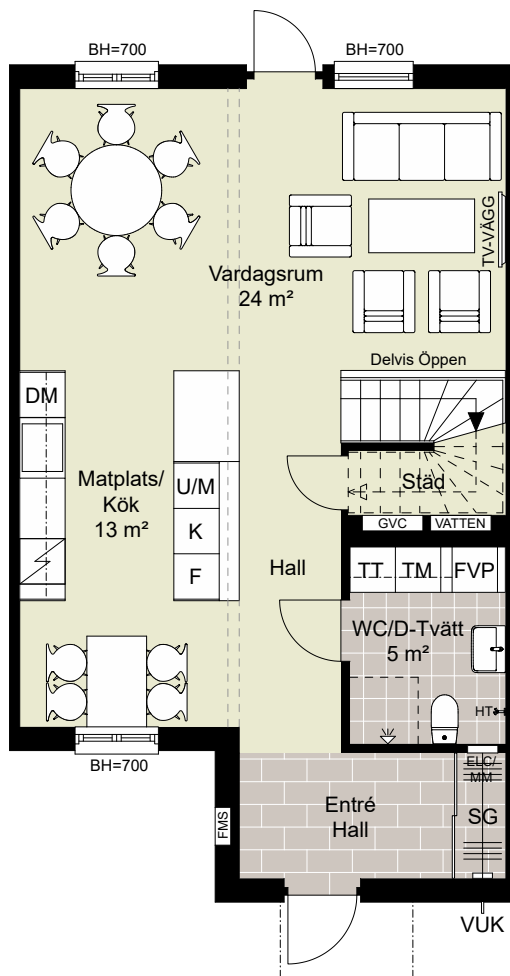 BH=700
BH=700
TV-VÄGG
Vardagsrum
24 m²
Delvis Öppen
DM
Matplats/
Kök
13 m²
U/M
K
F
Städ
GVC
VATTEN
Hall
TT
TM
FVP
WC/D-Tvätt
5 m²
HT
BH=700
ELC/
MM
Entré
Hall
SG
FMS
VUK